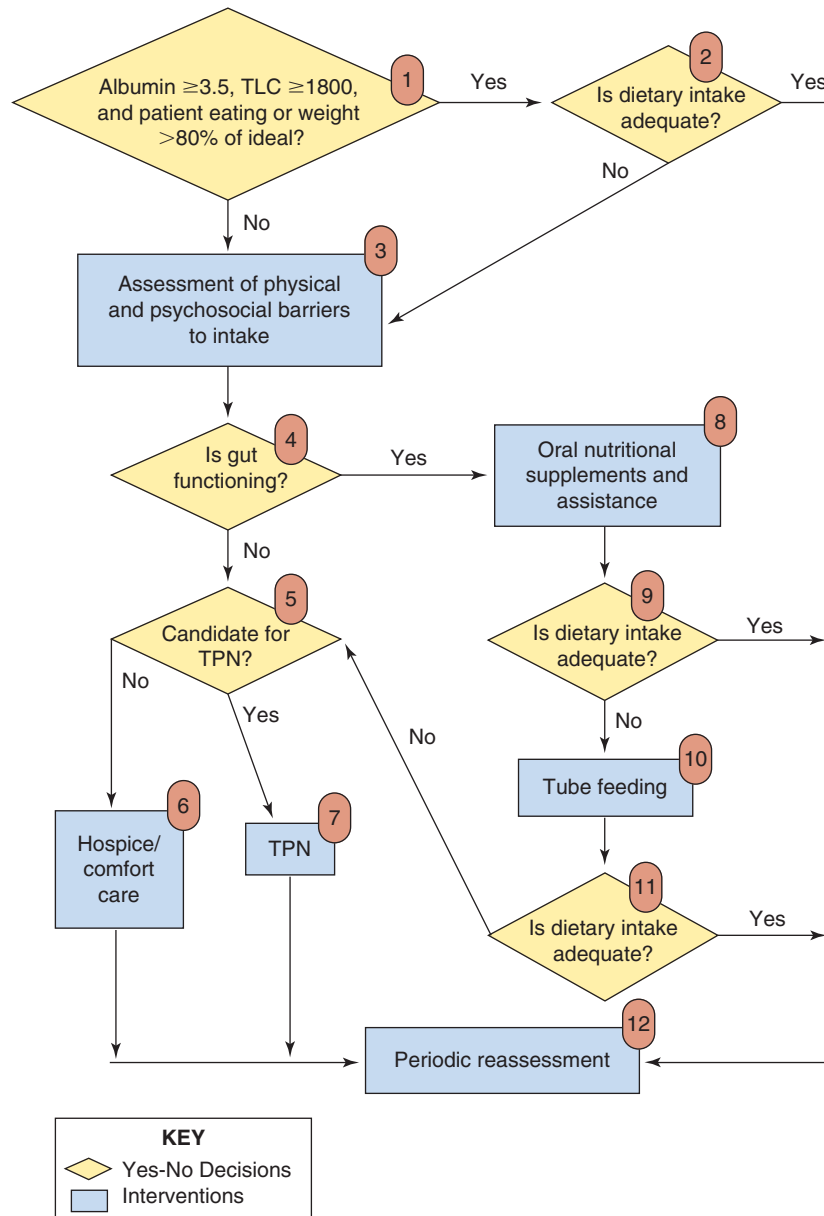 1
Albumin ≥3.5, TLC ≥1800,
and patient eating or weight
>80% of ideal?
Yes
2
Is dietary intake
adequate?
Yes
No
No
3
Assessment of physical
and psychosocial barriers
to intake
4
Is gut
functioning?
Yes
8
Oral nutritional
supplements and
assistance
No
5
Candidate for
TPN?
9
Is dietary intake
adequate?
Yes
No
Yes
No
No
10
Tube feeding
6
Hospice/
comfort
care
7
TPN
11
Is dietary intake
adequate?
Yes
12
Periodic reassessment
KEY
Yes-No Decisions
Interventions